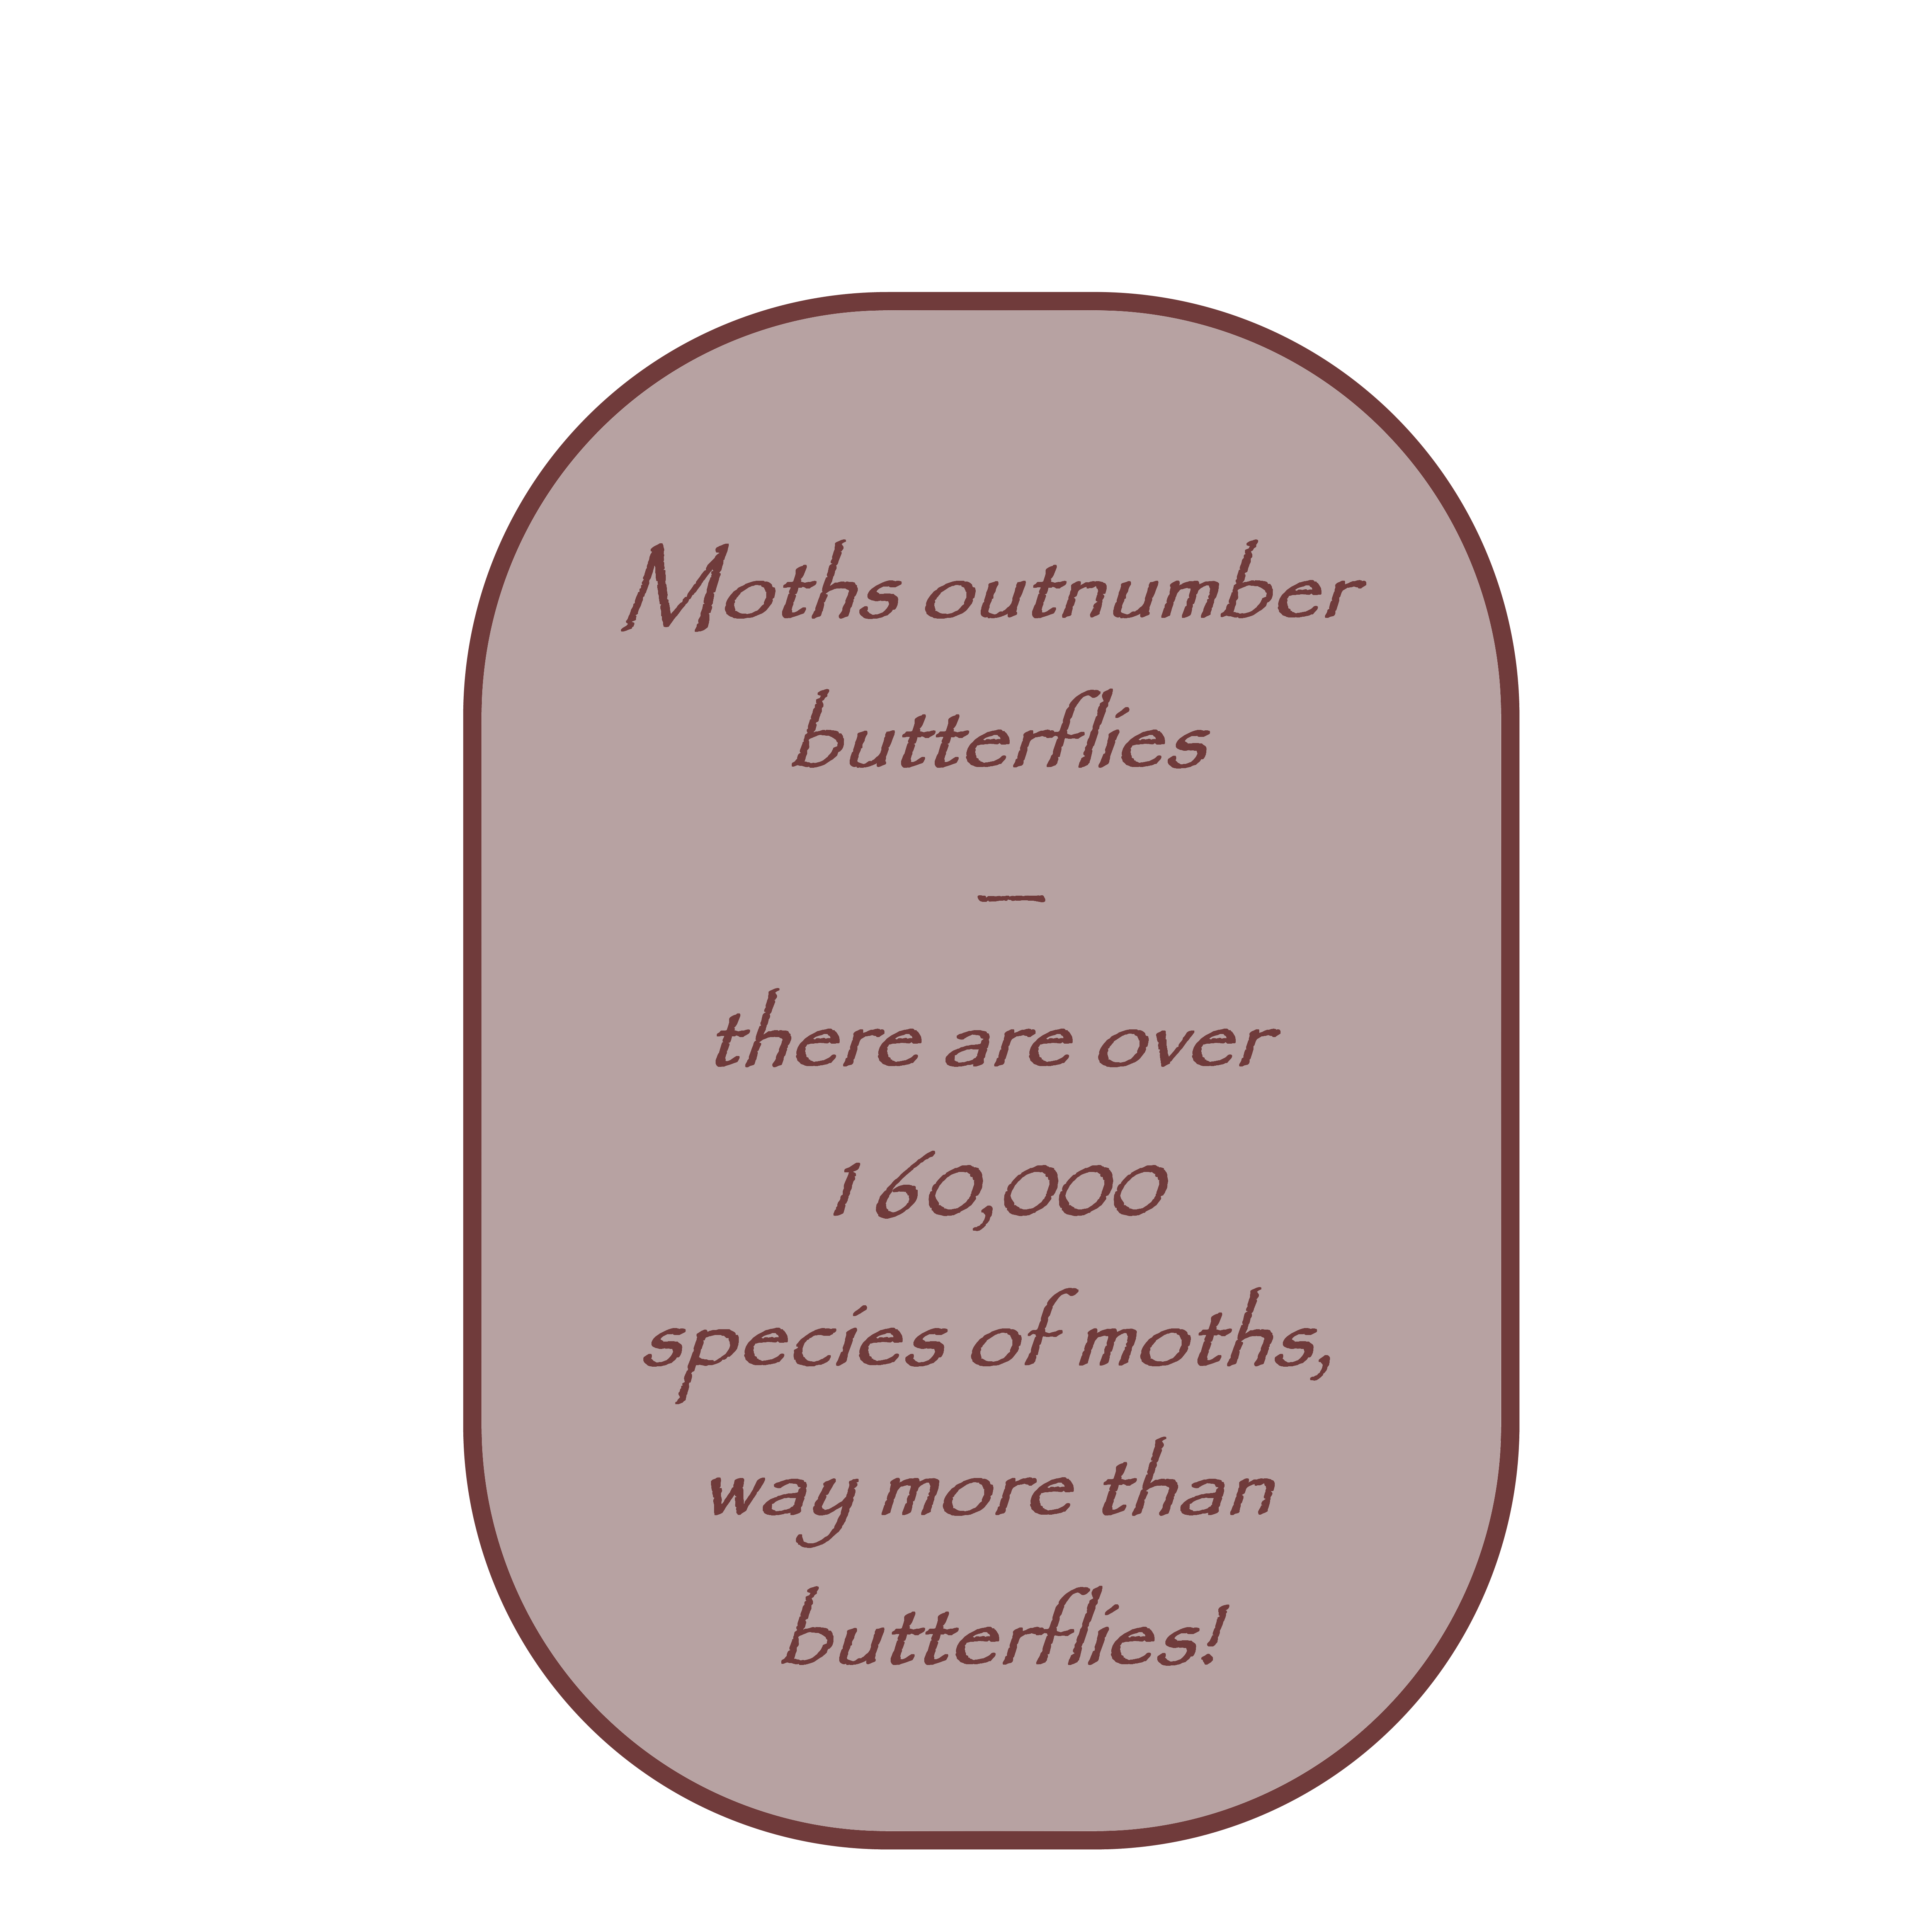 Moths outnumber
butterflies
—
there are over
160,000
species of moths,
way more than
butterflies!